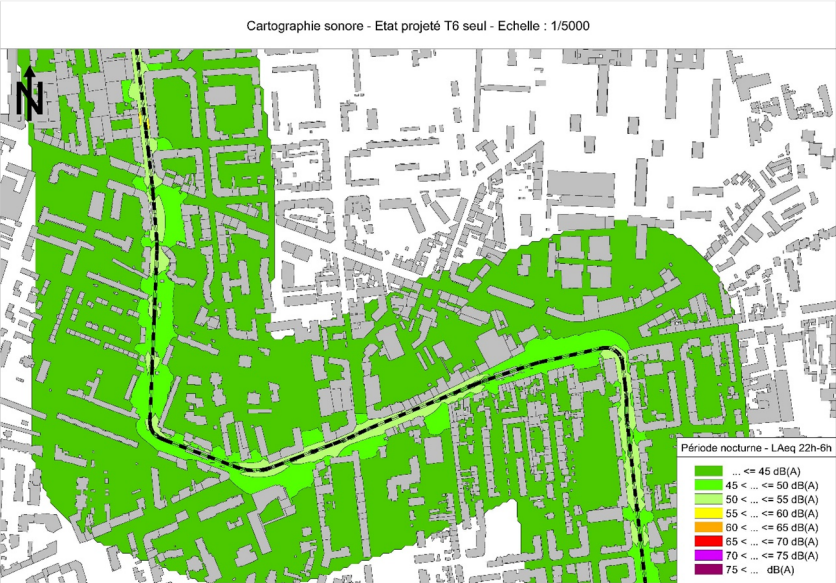 Cartographie sonore - Etat projeté T6 seul - Echelle : 1/5000
N
Période nocturne - LAeq 22h-6h
... <= 45 dB(A)
45 < ... <= 50 dB(A)
50 < ... <= 55 dB(A)
55 < ... <= 60 dB(A)
60 < ... <= 65 dB(A)
65 < ... <= 70 dB(A)
70 < ... <= 75 dB(A)
75 < ... dB(A)